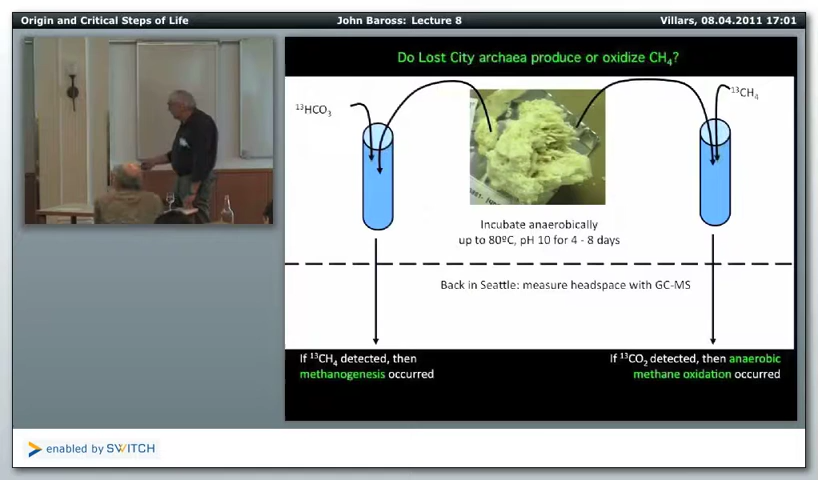 Origin and Critical Steps of Life
John Baross: Lecture 8
Villars, 08.04.2011 17:01
Do Lost City archaea produce or oxidize CH₄?
¹³HCO₃
¹³CH₄
Incubate anaerobically
up to 80ºC, pH 10 for 4 - 8 days
Back in Seattle: measure headspace with GC-MS
If ¹³CH₄ detected, then
methanogenesis occurred
If ¹³CO₂ detected, then anaerobic
methane oxidation occurred
enabled by SWITCH